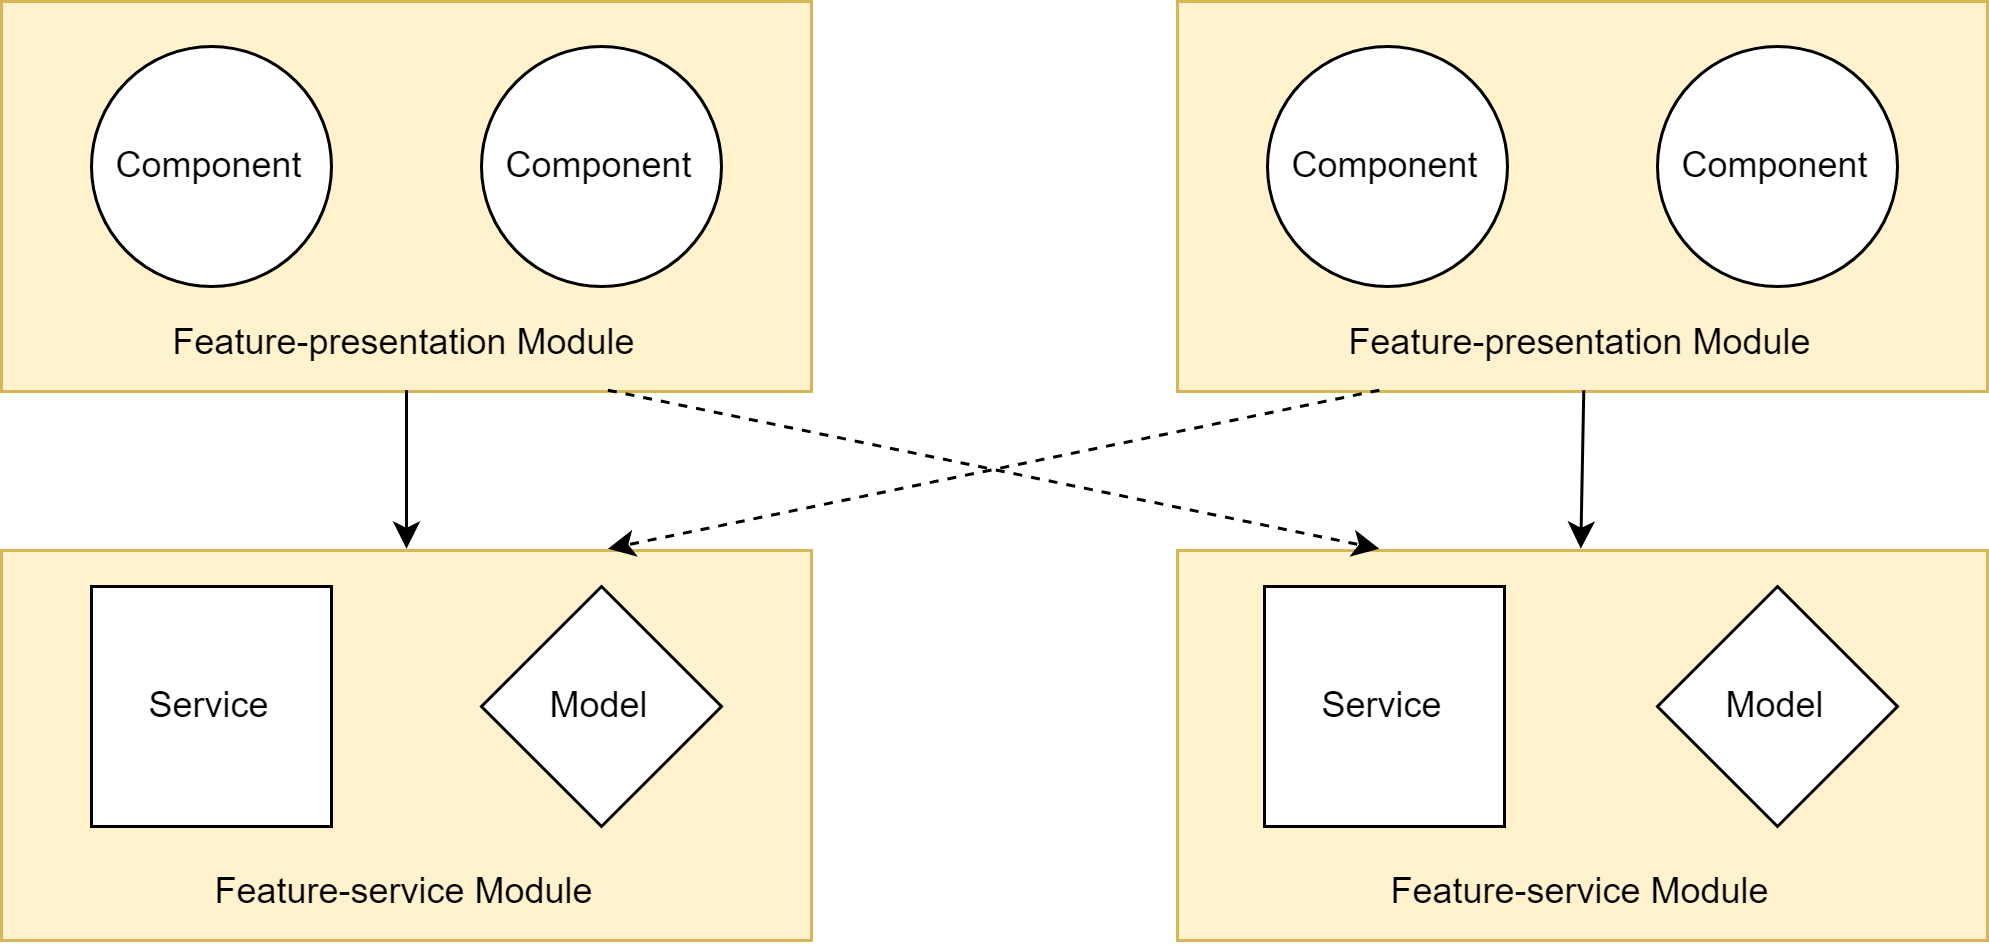 Component
Component
Feature-presentation Module
Component
Component
Feature-presentation Module
Service
Model
Feature-service Module
Service
Model
Feature-service Module